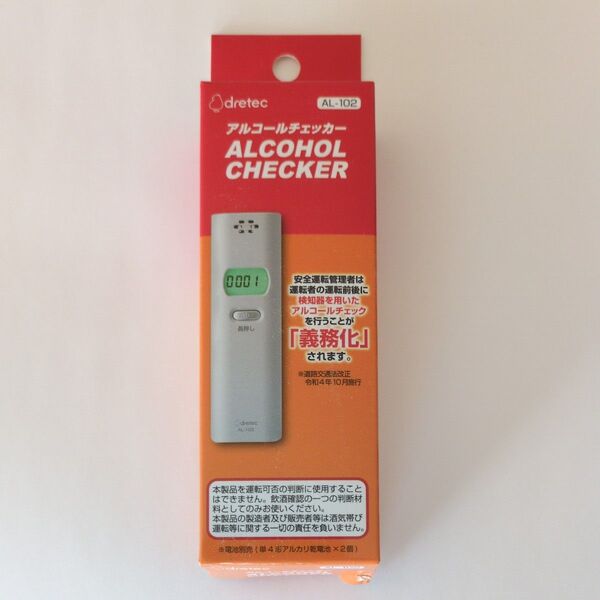 dretec
AL-102
アルコールチェッカー
ALCOHOL
CHECKER
0001
長押し
dretec
AL-102
安全運転管理者は
運転者の運転前後に
検知器を用いた
アルコールチェック
を行うことが
「義務化」
されます。
※道路交通法改正
令和4年10月施行
本製品を運転可否の判断に使用すること
はできません。飲酒確認の一つの判断材
料としてのみお使いください。
本製品の製造者及び販売者等は酒気帯び
運転等に関する一切の責任を負いません。
※電池別売(単4形アルカリ乾電池×2個)